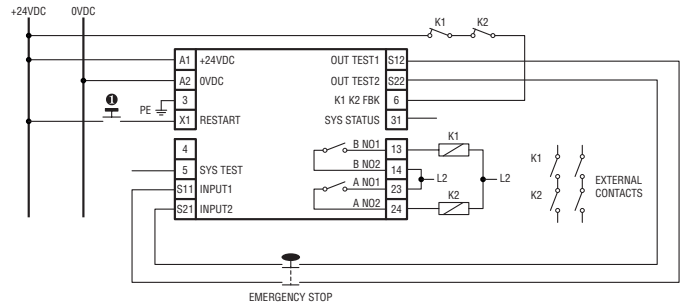 +24VDC 0VDC
K1 K2
A1 +24VDC OUT TEST1 S12
A2 0VDC OUT TEST2 S22
❶ PE 3 K1 K2 FBK 6
X1 RESTART SYS STATUS 31
4 B NO1 13 K1
5 SYS TEST B NO2 14 L2 L2
S11 INPUT1 A NO1 23
S21 INPUT2 A NO2 24 K2
K1
K2
EXTERNAL
CONTACTS
EMERGENCY STOP